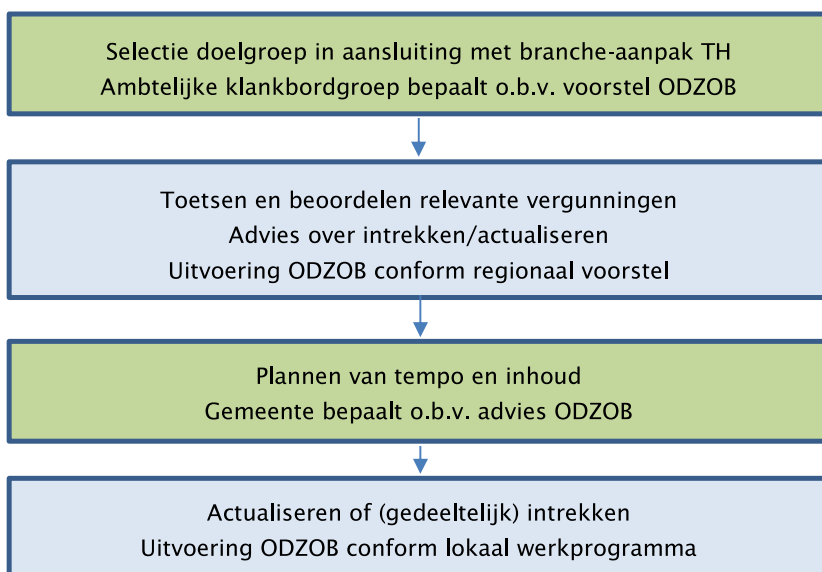 Selectie doelgroep in aansluiting met branche-aanpak TH
Ambtelijke klankbordgroep bepaalt o.b.v. voorstel ODZOB
Toetsen en beoordelen relevante vergunningen
Advies over intrekken/actualiseren
Uitvoering ODZOB conform regionaal voorstel
Plannen van tempo en inhoud
Gemeente bepaalt o.b.v. advies ODZOB
Actualiseren of (gedeeltelijk) intrekken
Uitvoering ODZOB conform lokaal werkprogramma